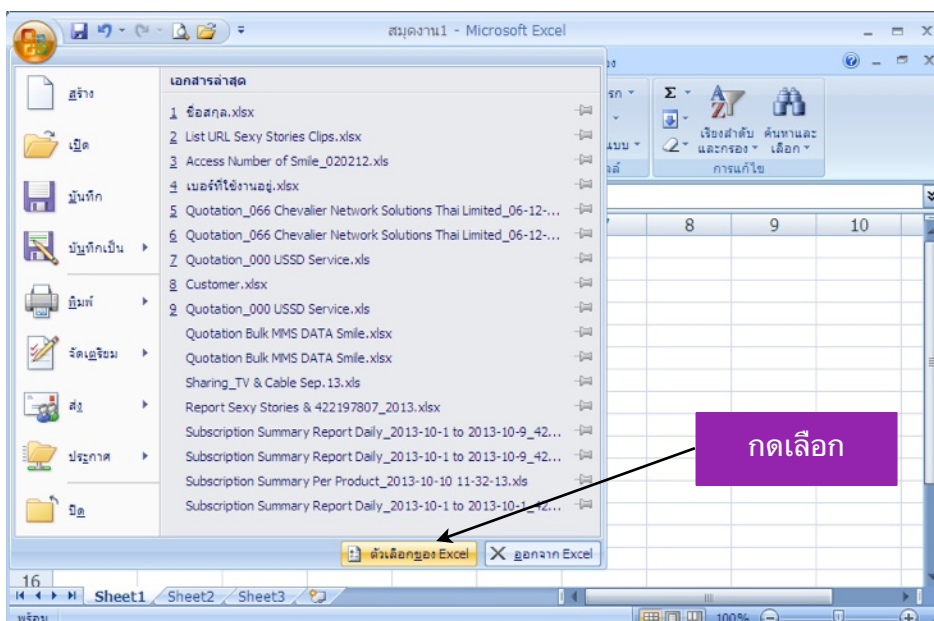 สมุดงาน1 - Microsoft Excel
สร้าง
เปิด
บันทึก
บันทึกเป็น
พิมพ์
จัดเตรียม
ส่ง
ประกาศ
ปิด
เอกสารล่าสุด
1 ชื่อสกุล.xlsx
2 List URL Sexy Stories Clips.xlsx
3 Access Number of Smile_020212.xls
4 เบอร์ที่ใช้งานอยู่.xlsx
5 Quotation_066 Chevalier Network Solutions Thai Limited_06-12-...
6 Quotation_066 Chevalier Network Solutions Thai Limited_06-12-...
7 Quotation_000 USSD Service.xls
8 Customer.xlsx
9 Quotation_000 USSD Service.xls
Quotation Bulk MMS DATA Smile.xlsx
Quotation Bulk MMS DATA Smile.xlsx
Sharing_TV & Cable Sep.13.xls
Report Sexy Stories & 422197807_2013.xlsx
Subscription Summary Report Daily_2013-10-1 to 2013-10-9_42...
Subscription Summary Report Daily_2013-10-1 to 2013-10-9_42...
Subscription Summary Per Product_2013-10-10 11-32-13.xls
Subscription Summary Report Daily_2013-10-1 to 2013-10-1_42...
ตัวเลือกของ Excel
ออกจาก Excel
Σ
เรียงลำดับ ค้นหาและ
และกรอง เลือก
การแก้ไข
8 9 10
กดเลือก
16
Sheet1 Sheet2 Sheet3
พร้อม
100%